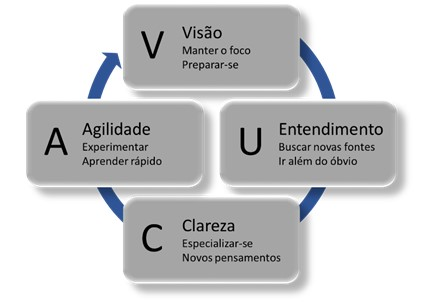 V
Visão
Manter o foco
Preparar-se
U
Entendimento
Buscar novas fontes
Ir além do óbvio
C
Clareza
Especializar-se
Novos pensamentos
A
Agilidade
Experimentar
Aprender rápido